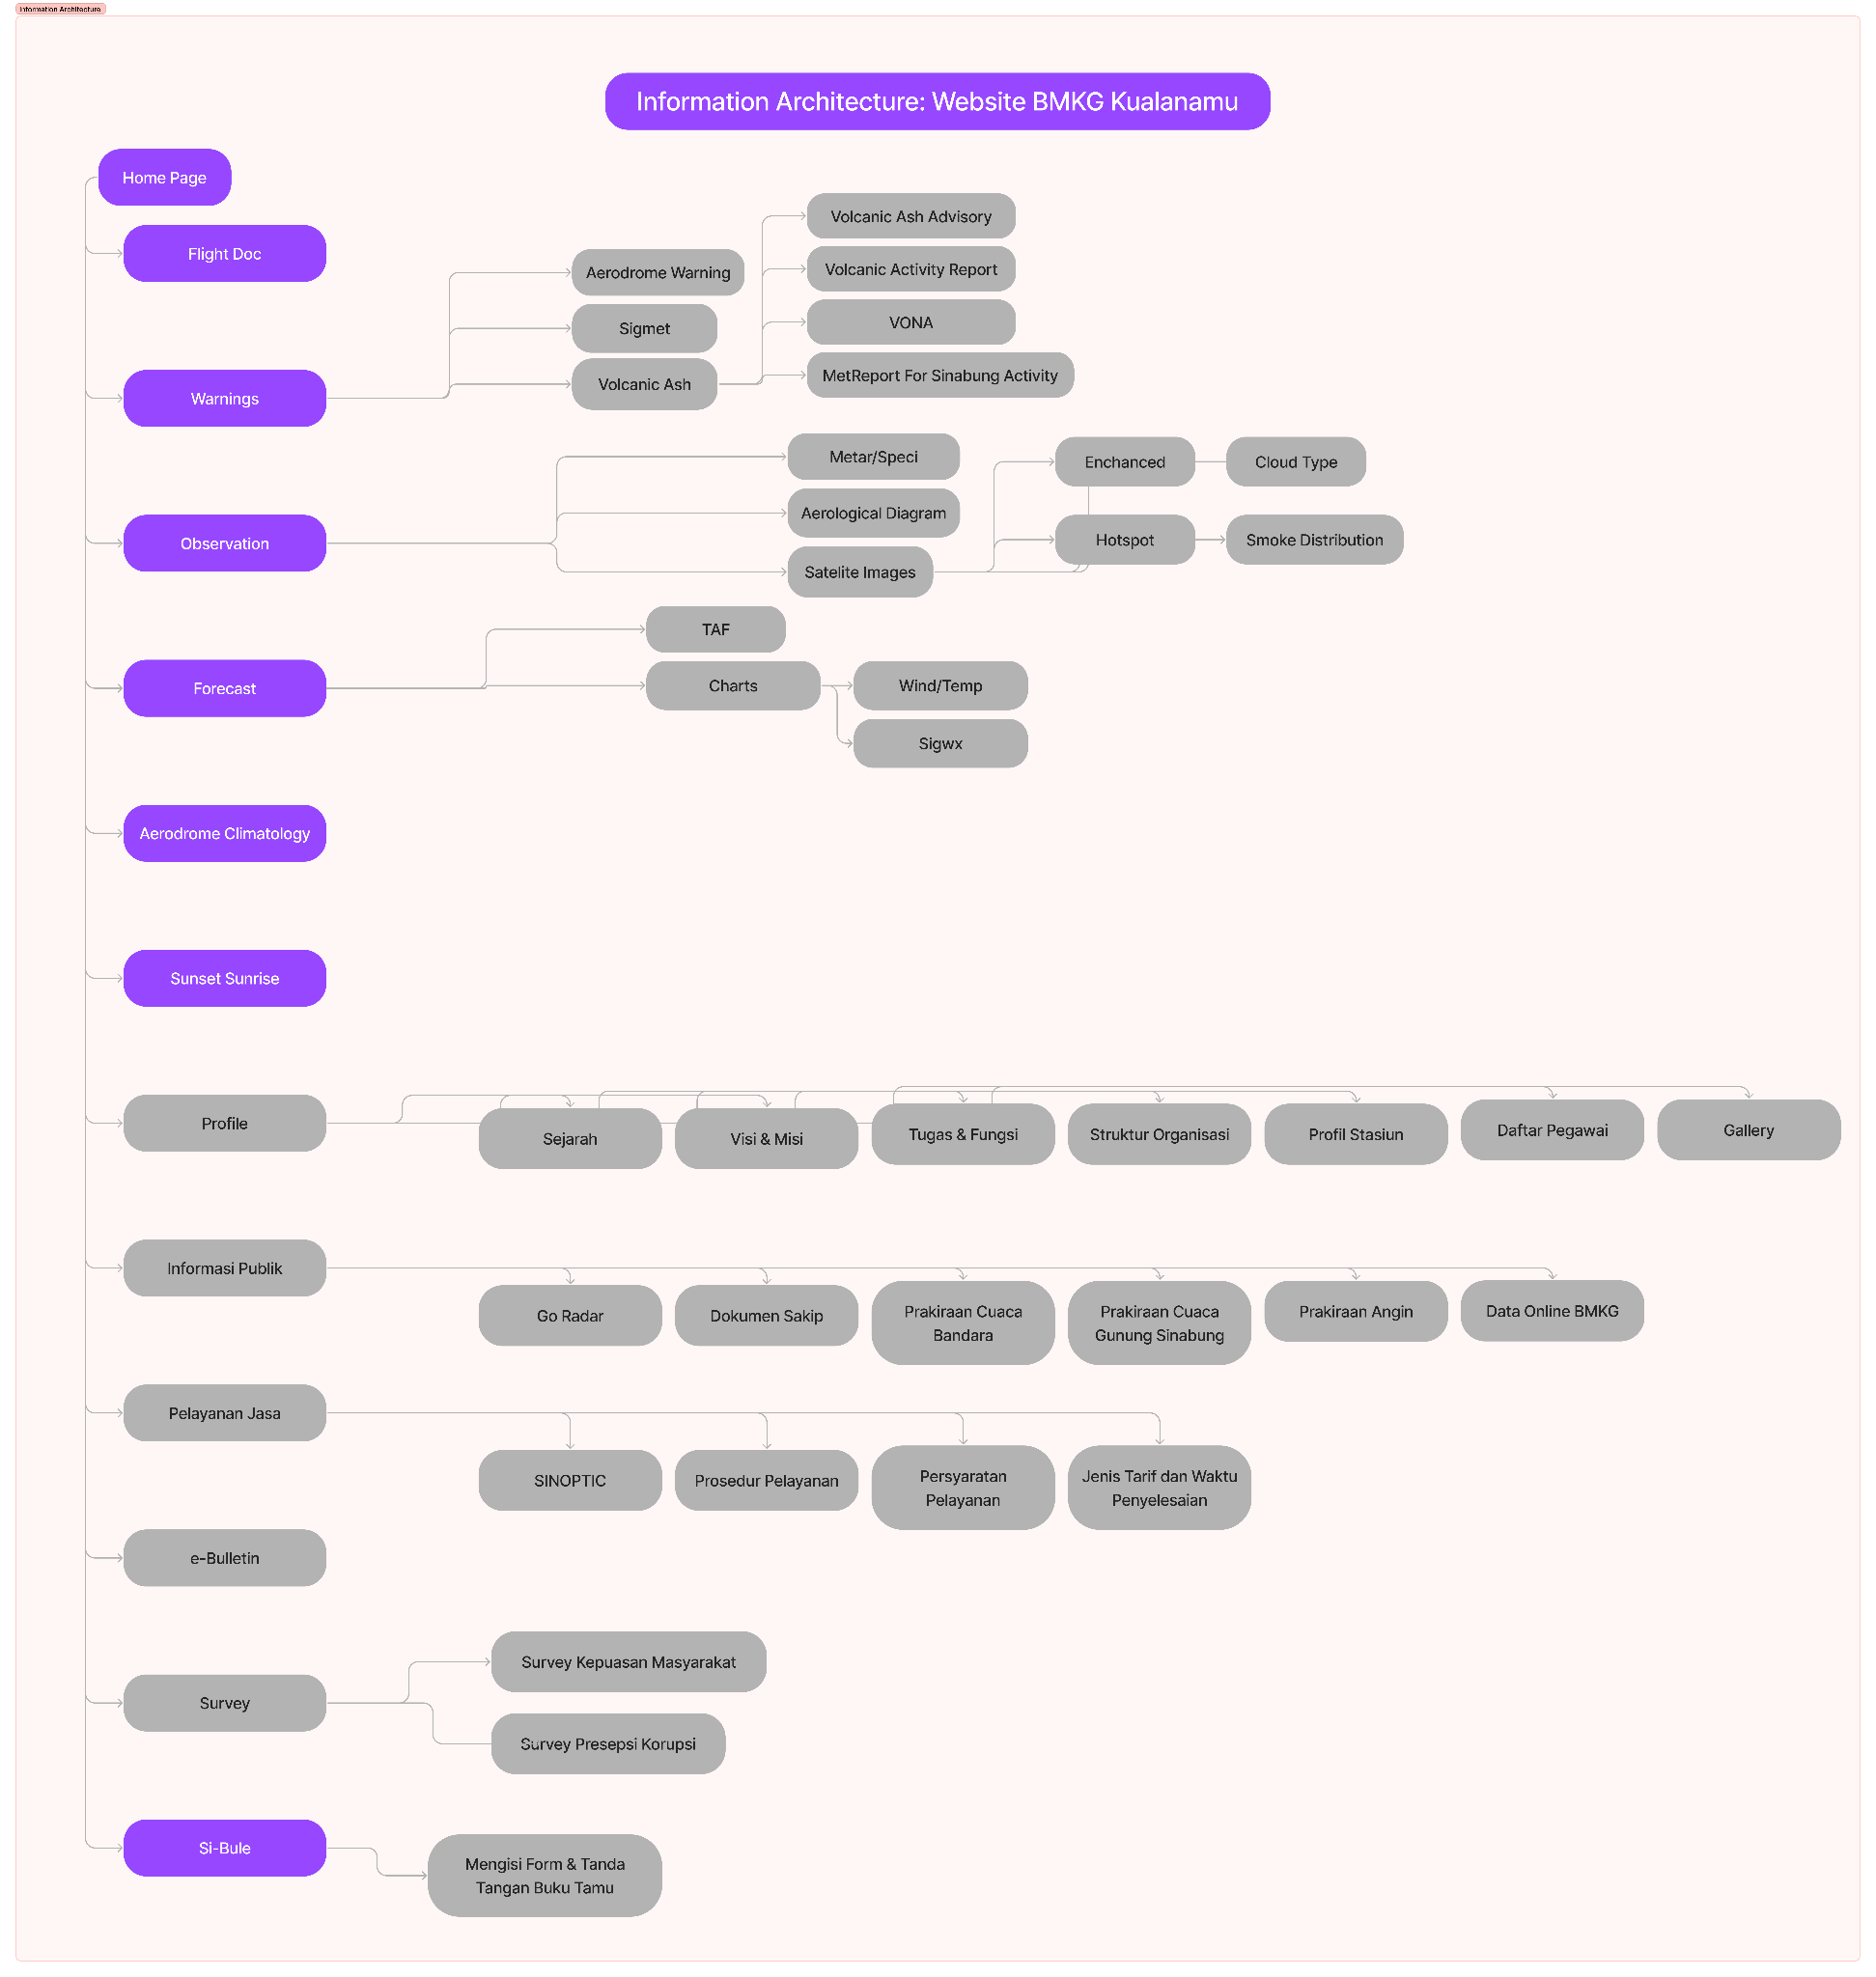 Information Architecture
Information Architecture: Website BMKG Kualanamu
Home Page
Flight Doc
Volcanic Ash Advisory
Aerodrome Warning
Volcanic Activity Report
Sigmet
VONA
Warnings
Volcanic Ash
MetReport For Sinabung Activity
Metar/Speci
Enchanced
Cloud Type
Aerological Diagram
Observation
Hotspot
Smoke Distribution
Satelite Images
TAF
Forecast
Charts
Wind/Temp
Sigwx
Aerodrome Climatology
Sunset Sunrise
Profile
Sejarah
Visi & Misi
Tugas & Fungsi
Struktur Organisasi
Profil Stasiun
Daftar Pegawai
Gallery
Informasi Publik
Go Radar
Dokumen Sakip
Prakiraan Cuaca
Bandara
Prakiraan Cuaca
Gunung Sinabung
Prakiraan Angin
Data Online BMKG
Pelayanan Jasa
SINOPTIC
Prosedur Pelayanan
Persyaratan
Pelayanan
Jenis Tarif dan Waktu
Penyelesaian
e-Bulletin
Survey
Survey Kepuasan Masyarakat
Survey Presepsi Korupsi
Si-Bule
Mengisi Form & Tanda
Tangan Buku Tamu